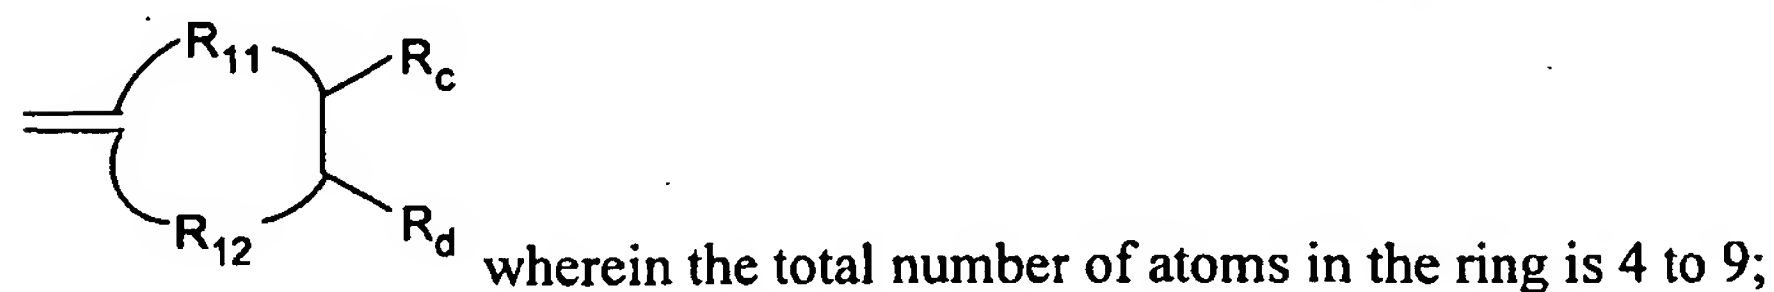 R11
Rc
R12
Rd
wherein the total number of atoms in the ring is 4 to 9;